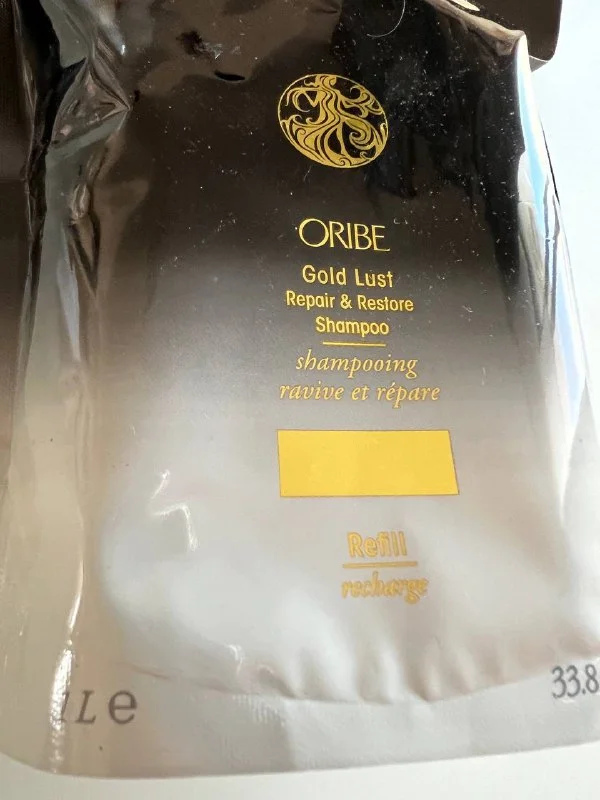 ORIBE
Gold Lust
Repair & Restore
Shampoo
shampooing
ravive et répare
Refill
recharge
1L e
33.8